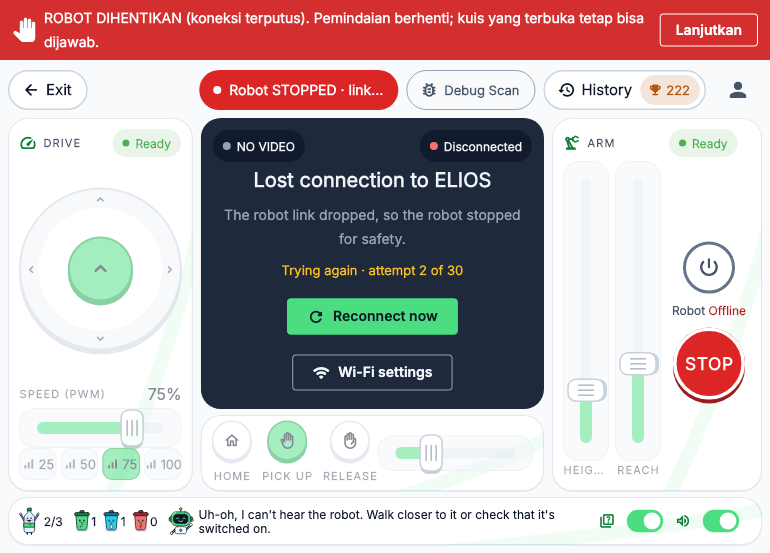 ROBOT DIHENTIKAN (koneksi terputus). Pemindaian berhenti; kuis yang terbuka tetap bisa
dijawab.
Lanjutkan
Exit
Robot STOPPED · link...
Debug Scan
History
222
DRIVE
Ready
NO VIDEO
Disconnected
Lost connection to ELIOS
The robot link dropped, so the robot stopped
for safety.
Trying again · attempt 2 of 30
Reconnect now
Wi-Fi settings
ARM
Ready
Robot Offline
STOP
SPEED (PWM)
75%
25
50
75
100
HOME
PICK UP
RELEASE
HEIG...
REACH
2/3
1
1
0
Uh-oh, I can't hear the robot. Walk closer to it or check that it's
switched on.